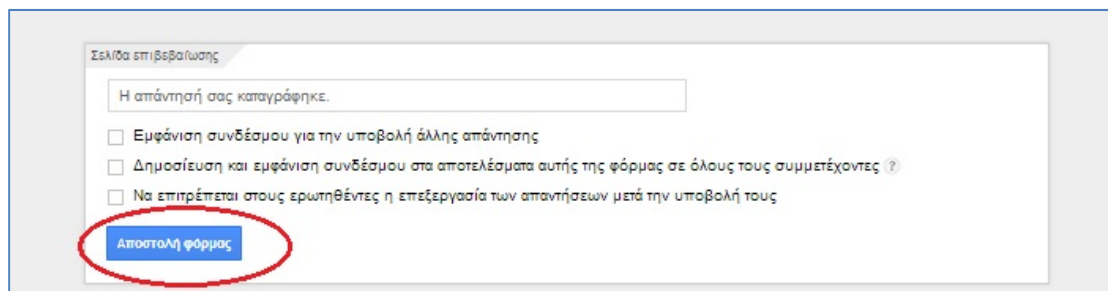 Σελίδα επιβεβαίωσης
Η απάντησή σας καταγράφηκε.
Εμφάνιση συνδέσμου για την υποβολή άλλης απάντησης
Δημοσίευση και εμφάνιση συνδέσμου στα αποτελέσματα αυτής της φόρμας σε όλους τους συμμετέχοντες ?
Να επιτρέπεται στους ερωτηθέντες η επεξεργασία των απαντήσεων μετά την υποβολή τους
Αποστολή φόρμας